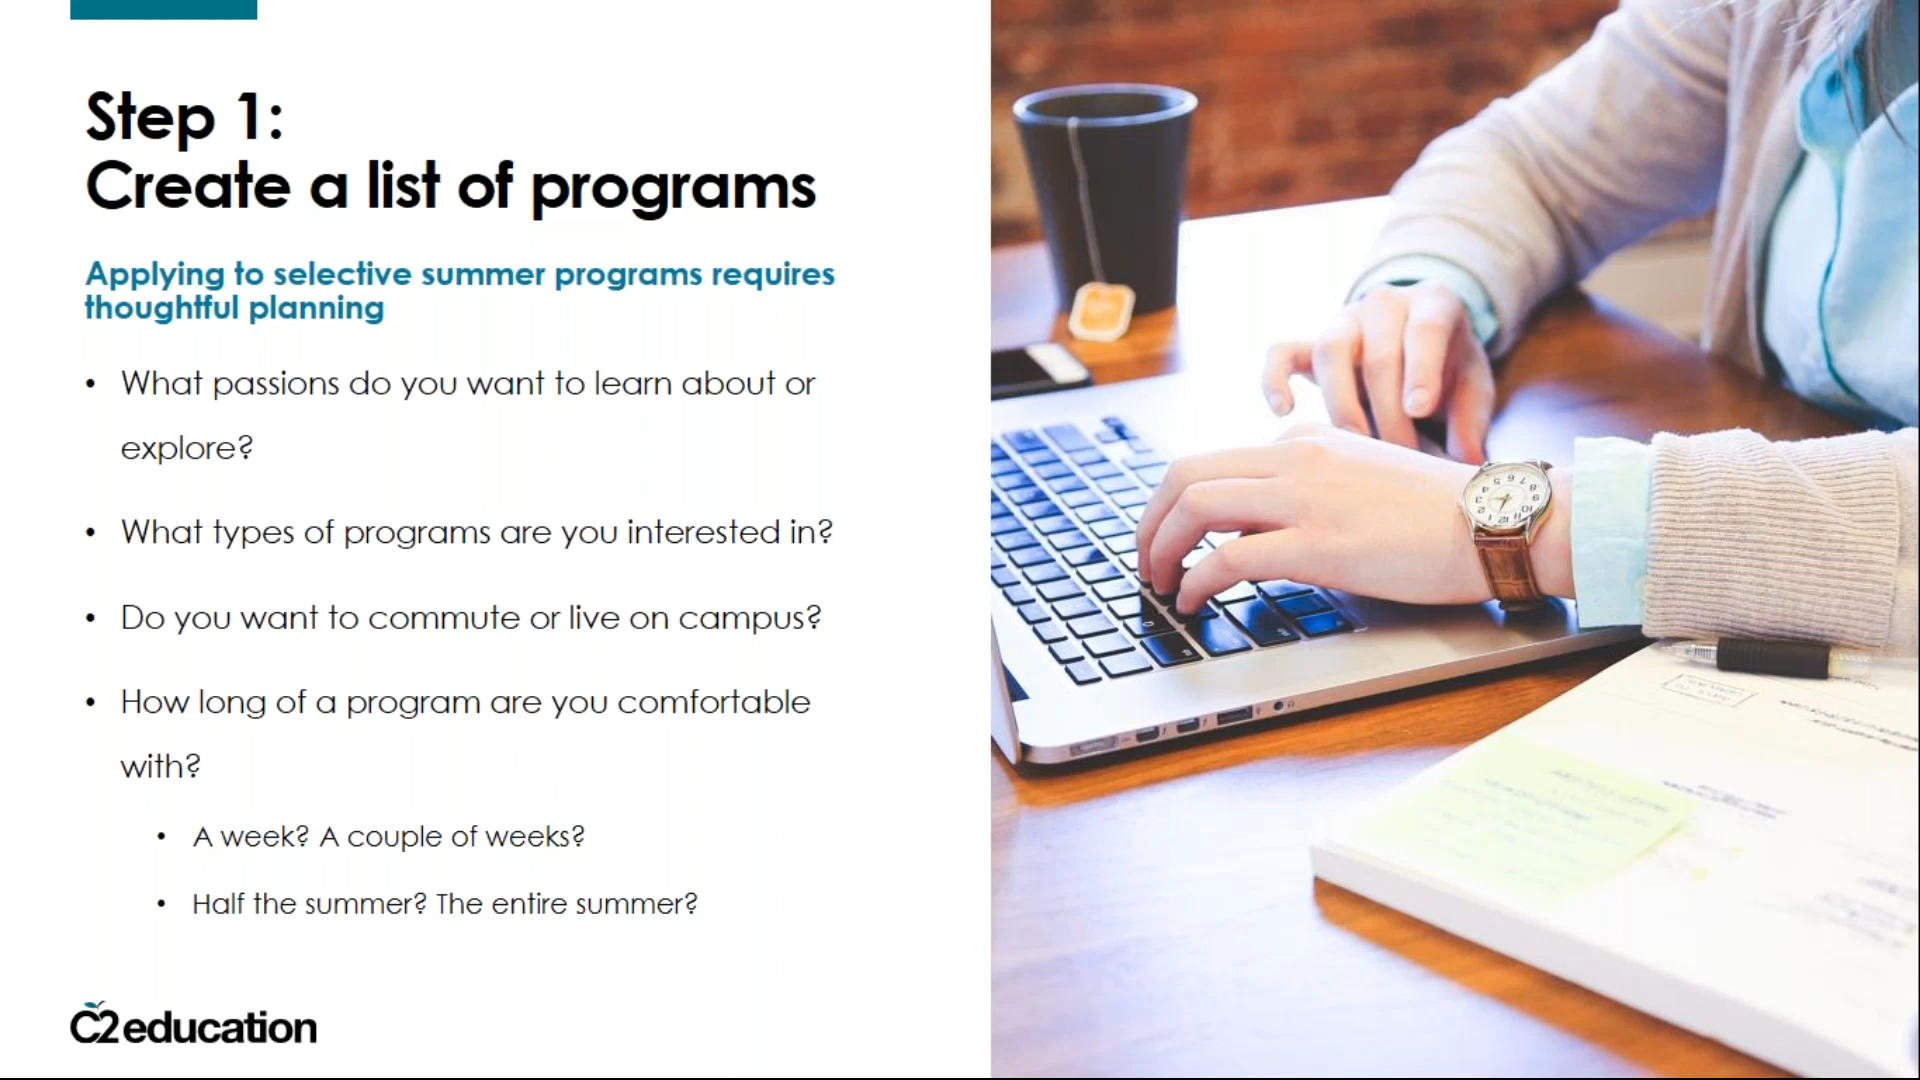 Step 1:
Create a list of programs
Applying to selective summer programs requires
thoughtful planning
• What passions do you want to learn about or
explore?
• What types of programs are you interested in?
• Do you want to commute or live on campus?
• How long of a program are you comfortable
with?
• A week? A couple of weeks?
• Half the summer? The entire summer?
C2education